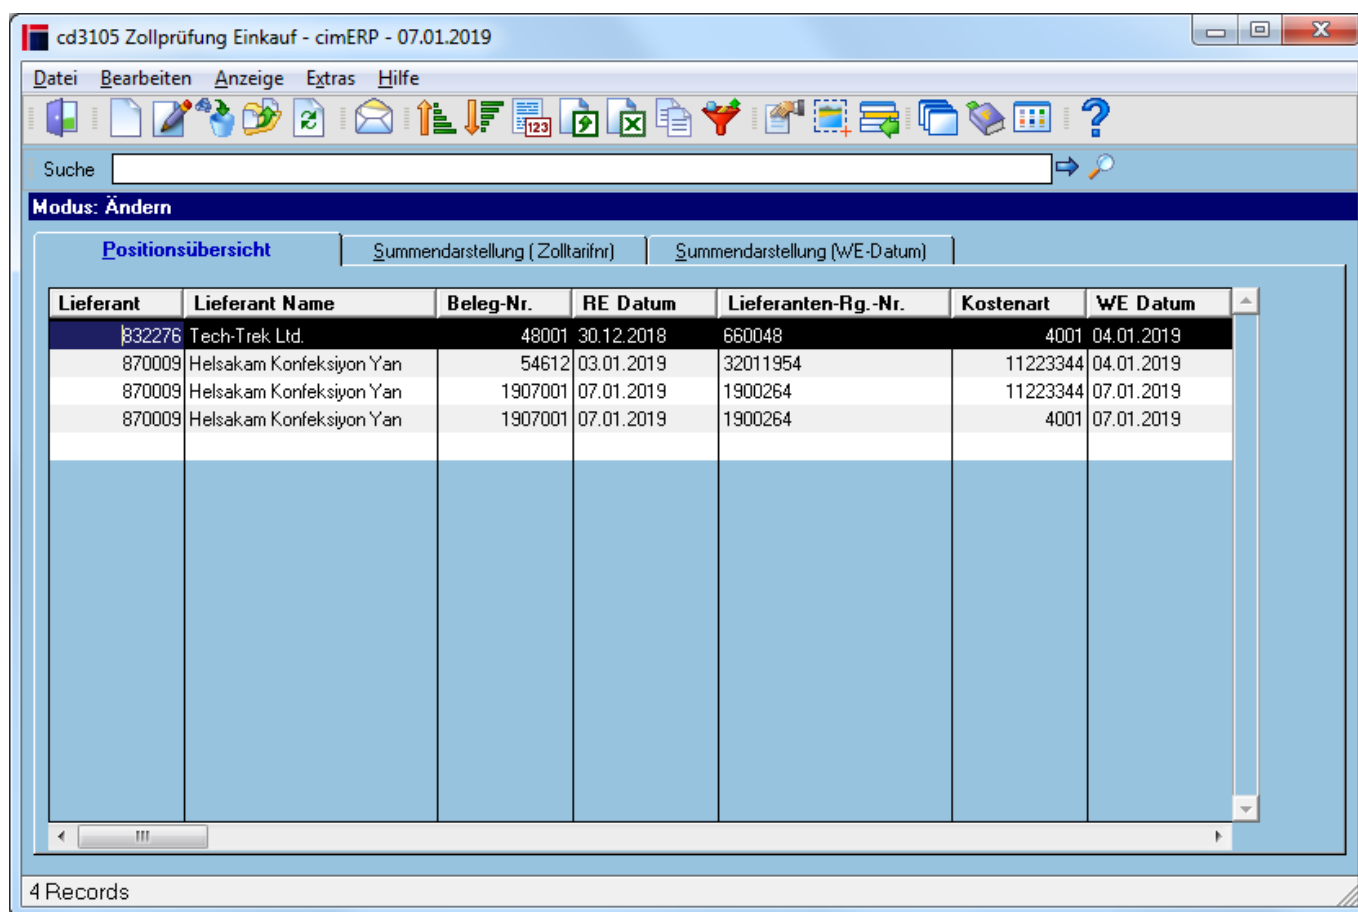 cd3105 Zollprüfung Einkauf - cimERP - 07.01.2019
Datei Bearbeiten Anzeige Extras Hilfe
123
Suche
Modus: Ändern
Positionsübersicht Summendarstellung ( Zolltarifnr) Summendarstellung (WE-Datum)
Lieferant Lieferant Name Beleg-Nr. RE Datum Lieferanten-Rg.-Nr. Kostenart WE Datum
832276 Tech-Trek Ltd. 48001 30.12.2018 660048 4001 04.01.2019
870009 Helsakam Konfeksiyon Yan 54612 03.01.2019 32011954 11223344 04.01.2019
870009 Helsakam Konfeksiyon Yan 1907001 07.01.2019 1900264 11223344 07.01.2019
870009 Helsakam Konfeksiyon Yan 1907001 07.01.2019 1900264 4001 07.01.2019
4 Records